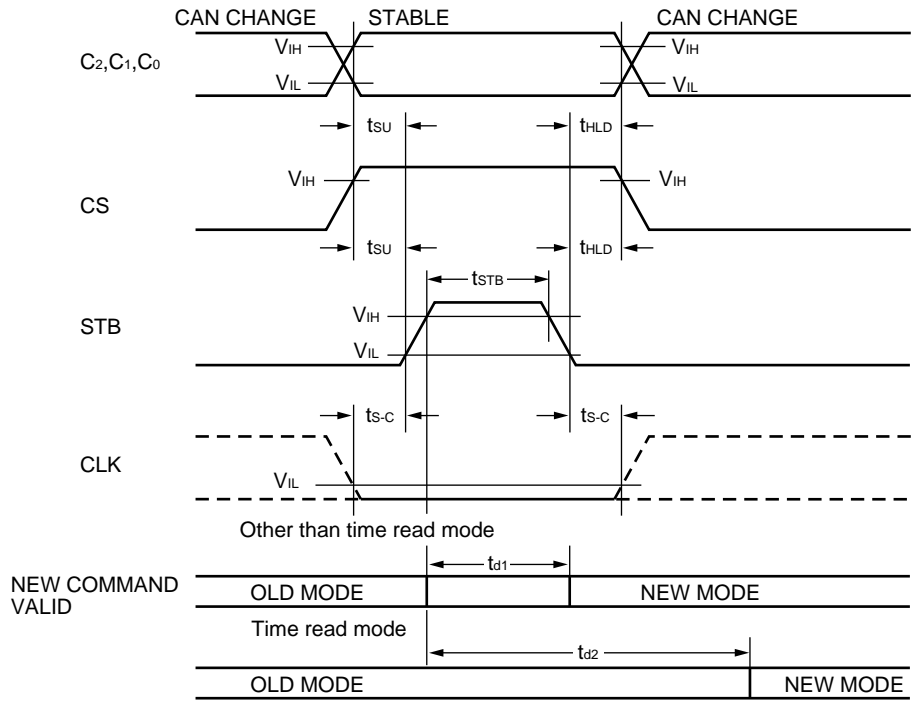 CAN CHANGE STABLE CAN CHANGE
C2,C1,C0
VIH VIH
VIL VIL
tSU tHLD
CS
VIH VIH
tSU tHLD
tSTB
STB
VIH
VIL
tS-C tS-C
CLK
VIL
Other than time read mode
td1
NEW COMMAND VALID
OLD MODE NEW MODE
Time read mode
td2
OLD MODE NEW MODE